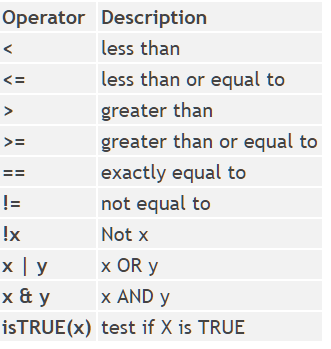 Operator Description
< less than
<= less than or equal to
> greater than
>= greater than or equal to
== exactly equal to
!= not equal to
!x Not x
x | y x OR y
x & y x AND y
isTRUE(x) test if X is TRUE